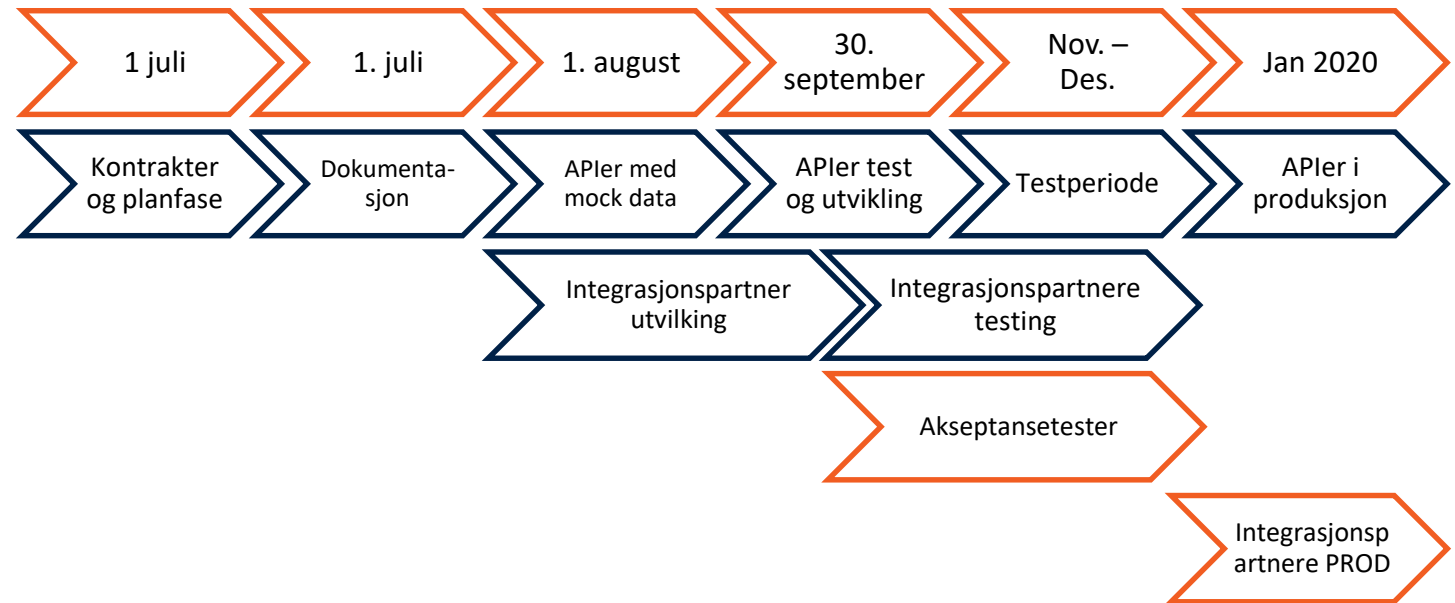 1 juli
1. juli
1. august
30.
september
Nov. –
Des.
Jan 2020
Kontrakter
og planfase
Dokumenta-
sjon
APIer med
mock data
APIer test
og utvikling
Testperiode
APIer i
produksjon
Integrasjonspartner
utvilking
Integrasjonspartnere
testing
Akseptansetester
Integrasjonsp
artnere PROD